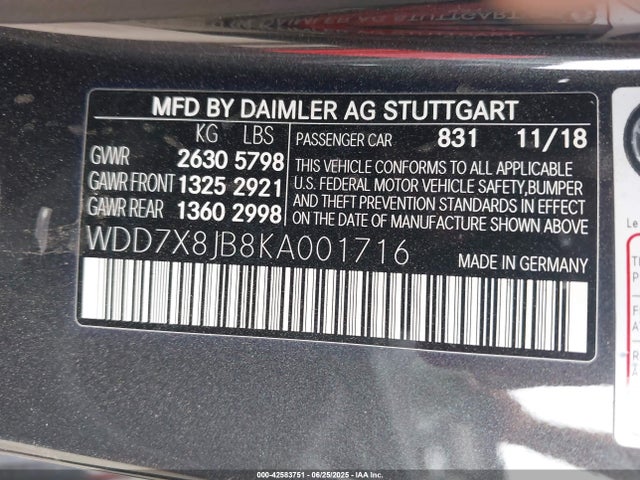 MFD BY DAIMLER AG STUTTGART
KG LBS PASSENGER CAR 831 11/18
GVWR 2630 5798
GAWR FRONT 1325 2921
GAWR REAR 1360 2998
THIS VEHICLE CONFORMS TO ALL APPLICABLE
U.S. FEDERAL MOTOR VEHICLE SAFETY,BUMPER
AND THEFT PREVENTION STANDARDS IN
EFFECT ON THE DATE OF MANUFACTURE
SHOWN ABOVE
WDD7X8JB8KA001716
MADE IN GERMANY
Le
000-42583751 - 06/25/2025 - IAAI